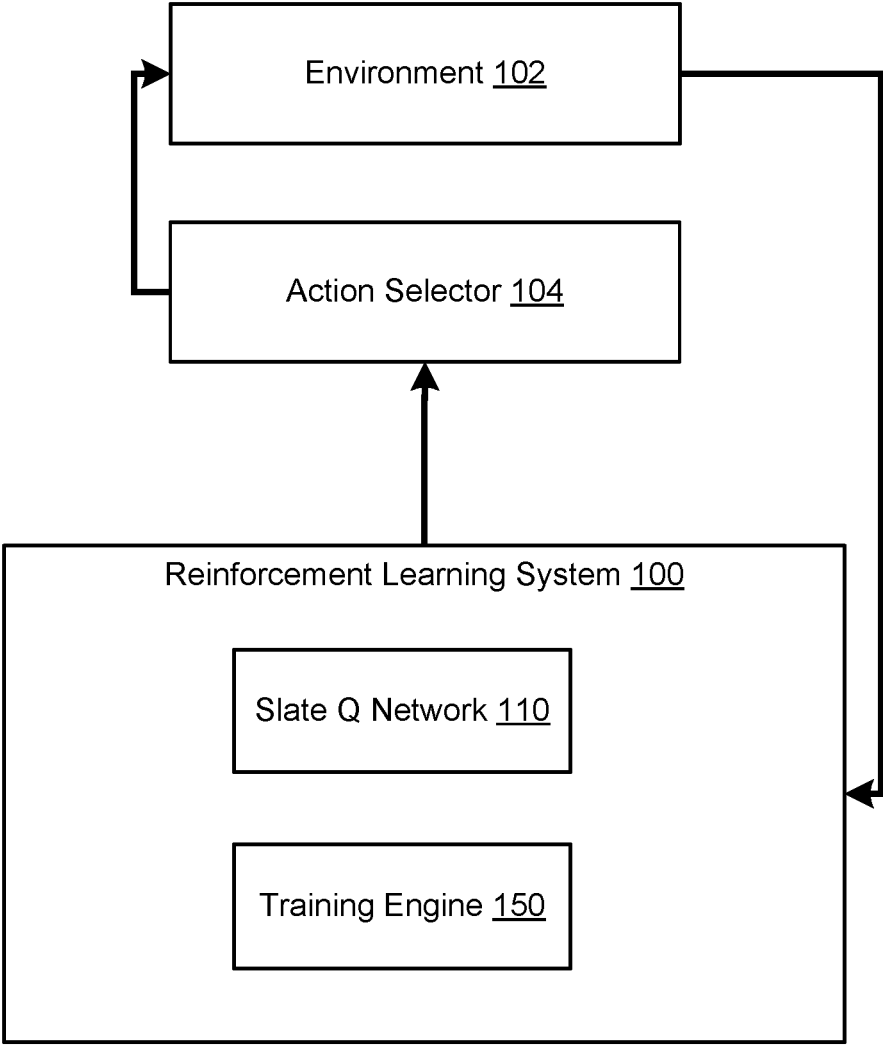 Environment 102
Action Selector 104
Reinforcement Learning System 100
Slate Q Network 110
Training Engine 150